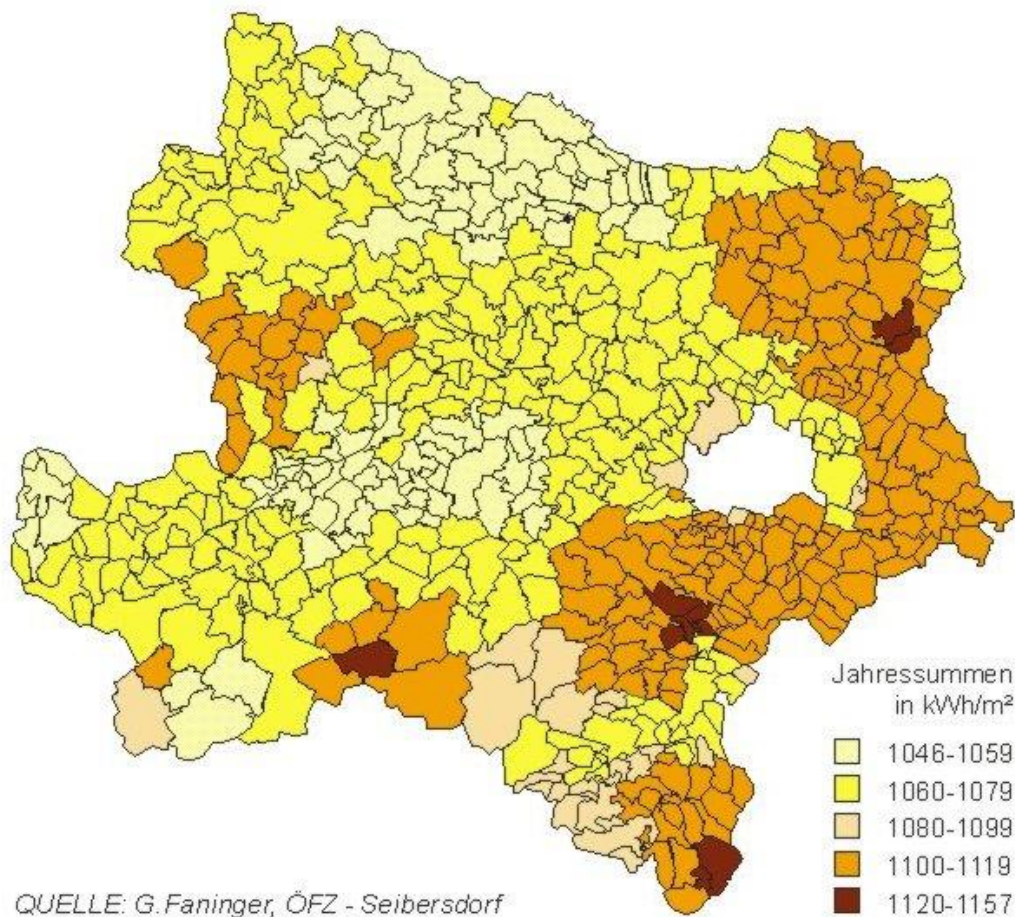 Jahressummen
in kWh/m²
1046-1059
1060-1079
1080-1099
1100-1119
1120-1157
QUELLE: G.Faninger, ÖFZ - Seibersdorf